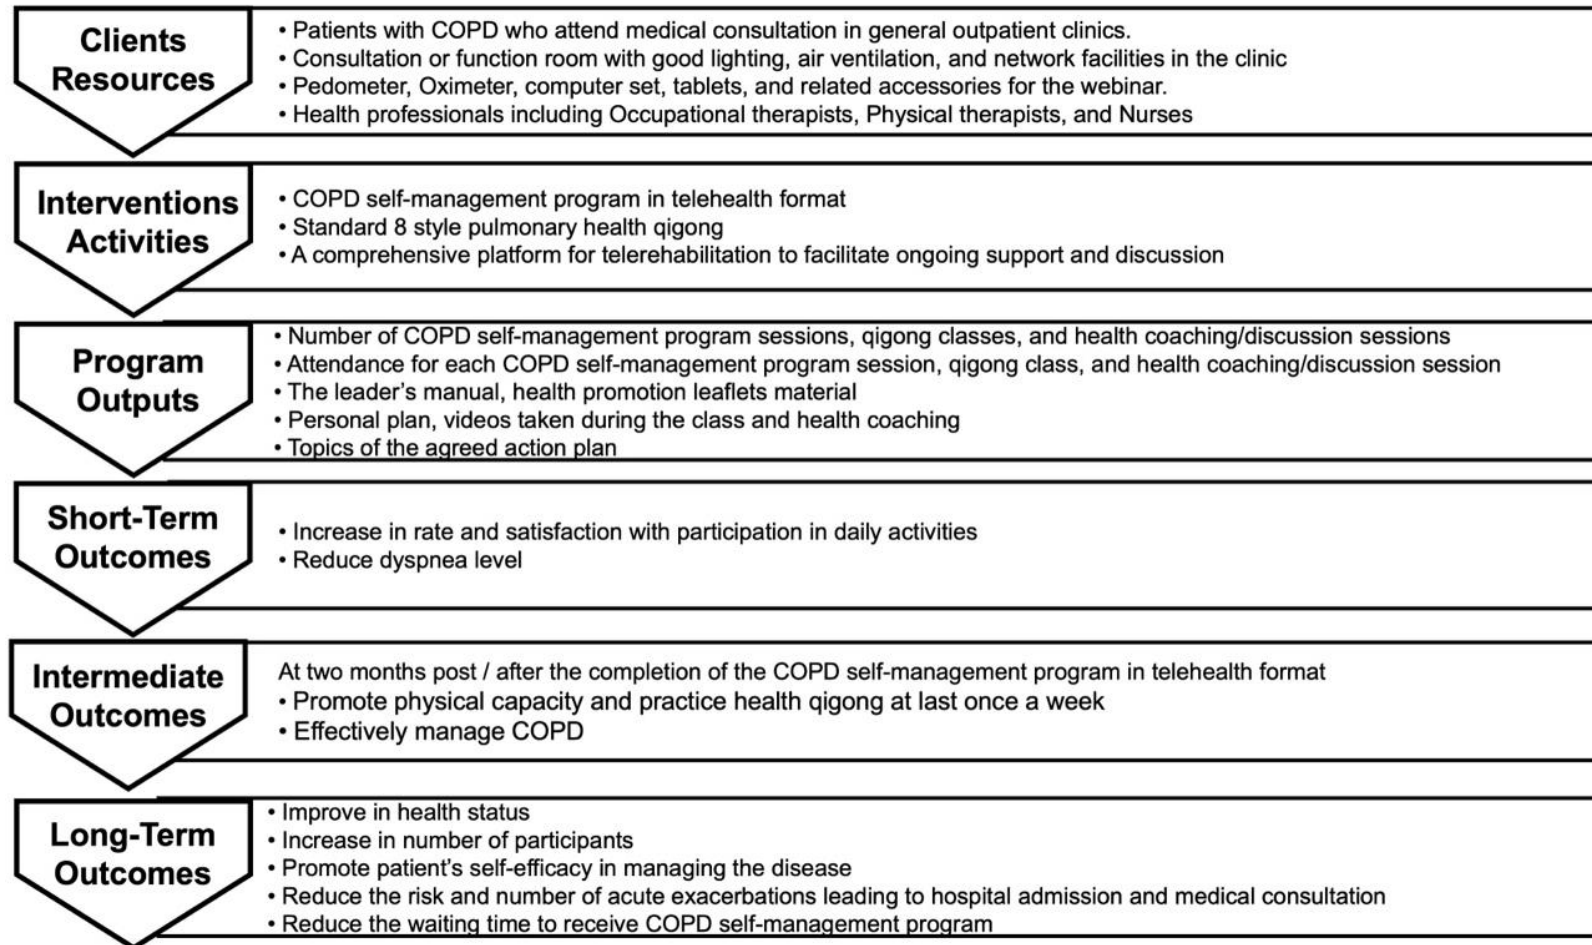 Clients
Resources
• Patients with COPD who attend medical consultation in general outpatient clinics.
• Consultation or function room with good lighting, air ventilation, and network facilities in the clinic
• Pedometer, Oximeter, computer set, tablets, and related accessories for the webinar.
• Health professionals including Occupational therapists, Physical therapists, and Nurses
Interventions
Activities
• COPD self-management program in telehealth format
• Standard 8 style pulmonary health qigong
• A comprehensive platform for telerehabilitation to facilitate ongoing support and discussion
Program
Outputs
• Number of COPD self-management program sessions, qigong classes, and health coaching/discussion sessions
• Attendance for each COPD self-management program session, qigong class, and health coaching/discussion session
• The leader's manual, health promotion leaflets material
• Personal plan, videos taken during the class and health coaching
• Topics of the agreed action plan
Short-Term
Outcomes
• Increase in rate and satisfaction with participation in daily activities
• Reduce dyspnea level
Intermediate
Outcomes
At two months post / after the completion of the COPD self-management program in telehealth format
• Promote physical capacity and practice health qigong at last once a week
• Effectively manage COPD
Long-Term
Outcomes
• Improve in health status
• Increase in number of participants
• Promote patient's self-efficacy in managing the disease
• Reduce the risk and number of acute exacerbations leading to hospital admission and medical consultation
• Reduce the waiting time to receive COPD self-management program